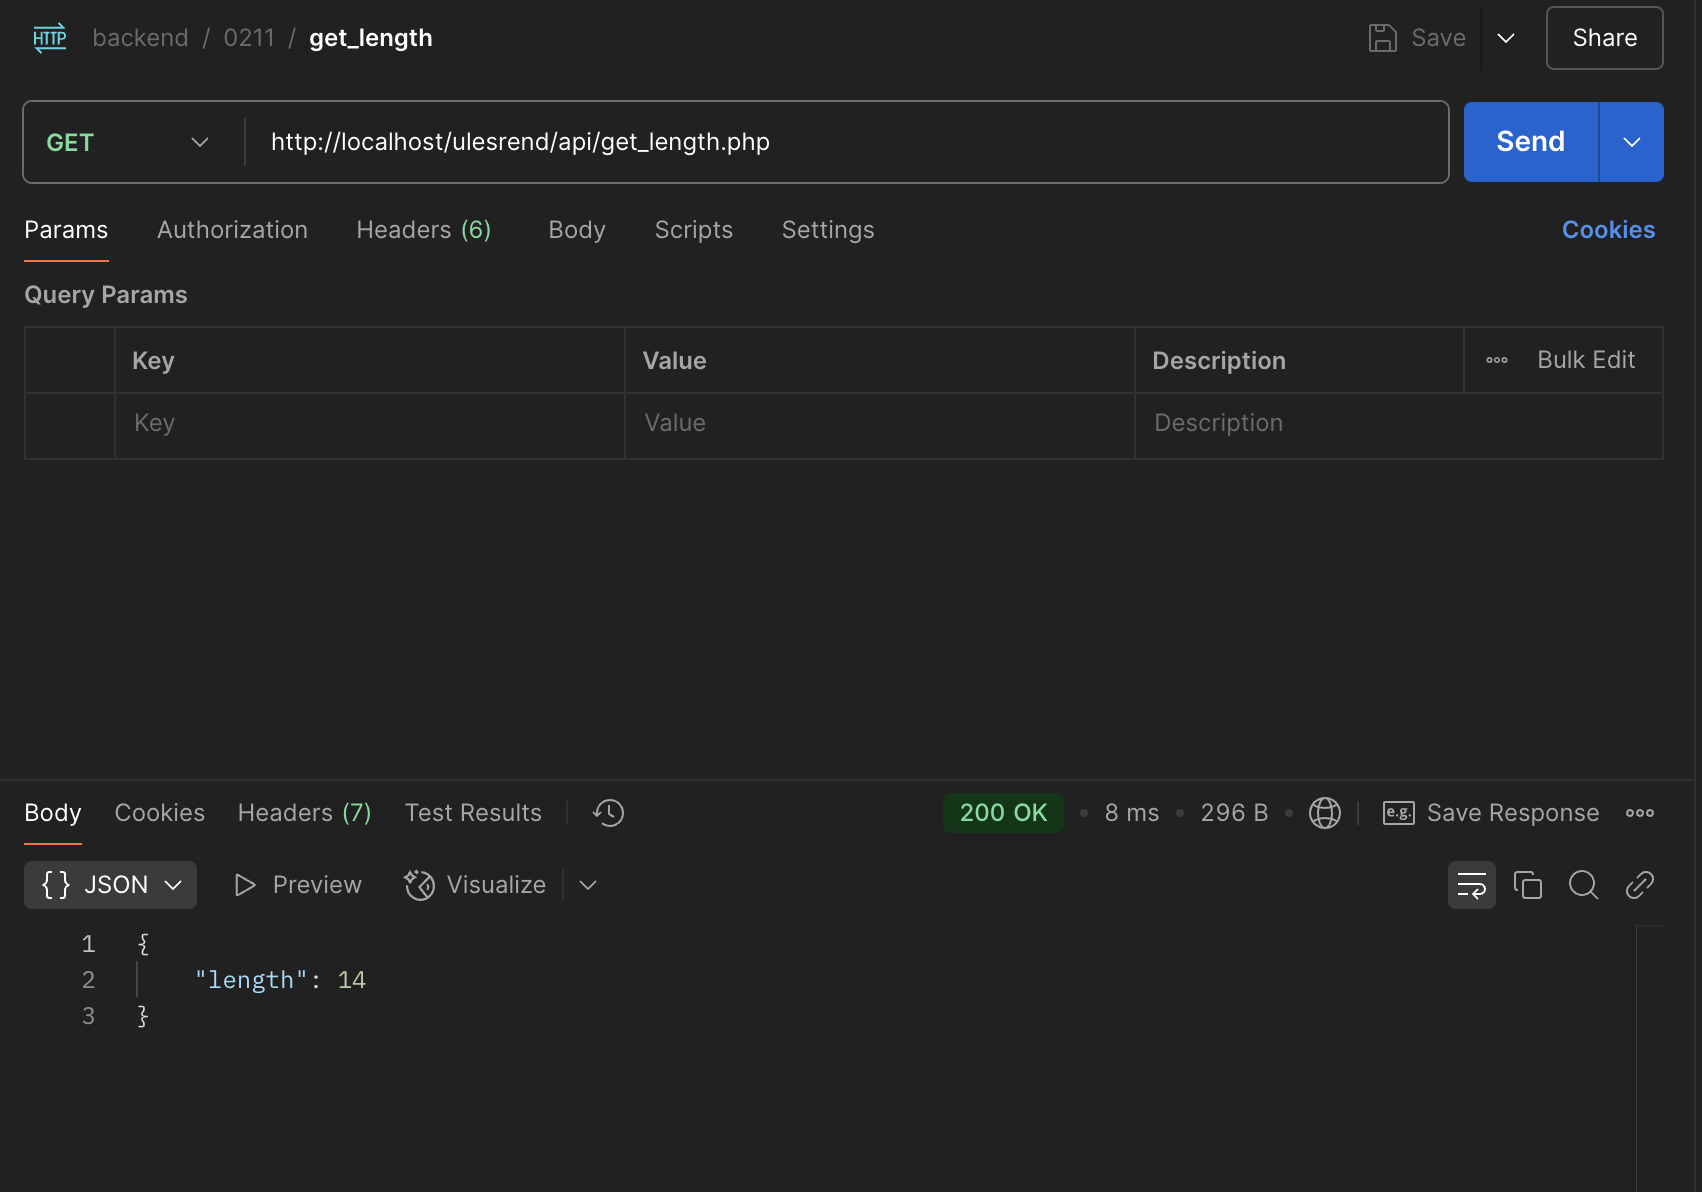 HTTP backend / 0211 / get_length Save Share
GET http://localhost/ulesrend/api/get_length.php Send
Params Authorization Headers (6) Body Scripts Settings Cookies
Query Params
Key Value Description Bulk Edit
Key Value Description
Body Cookies Headers (7) Test Results 200 OK • 8 ms • 296 B • e.g. Save Response
{} JSON Preview Visualize
1 {
2 "length": 14
3 }